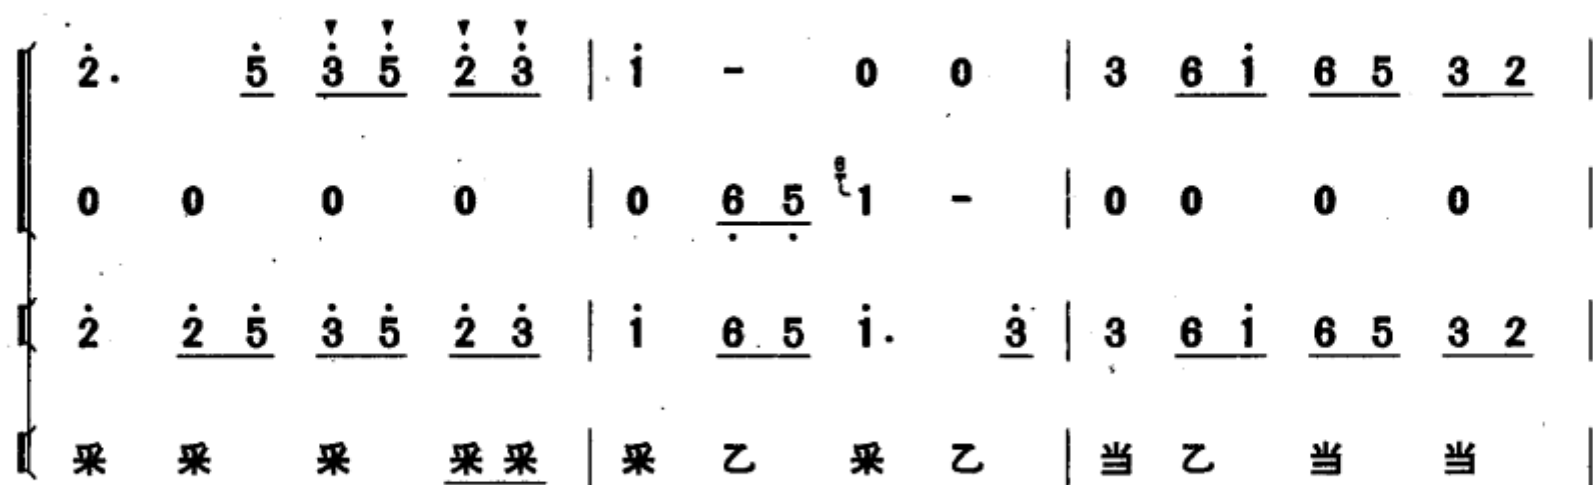 2̇. 5̇ 3̇ 5̇ 2̇ 3̇ | 1̇ - 0 0 | 3 6 1̇ 6 5 3 2 |
0 0 0 0 | 0 6̣ 5̣ 6 1 - | 0 0 0 0 |
2̇ 2̇ 5̇ 3̇ 5̇ 2̇ 3̇ | 1̇ 6 5 1̇. 3̇ | 3 6 1̇ 6 5 3 2 |
采 采 采 采 采 | 采 乙 采 乙 | 当 乙 当 当 |